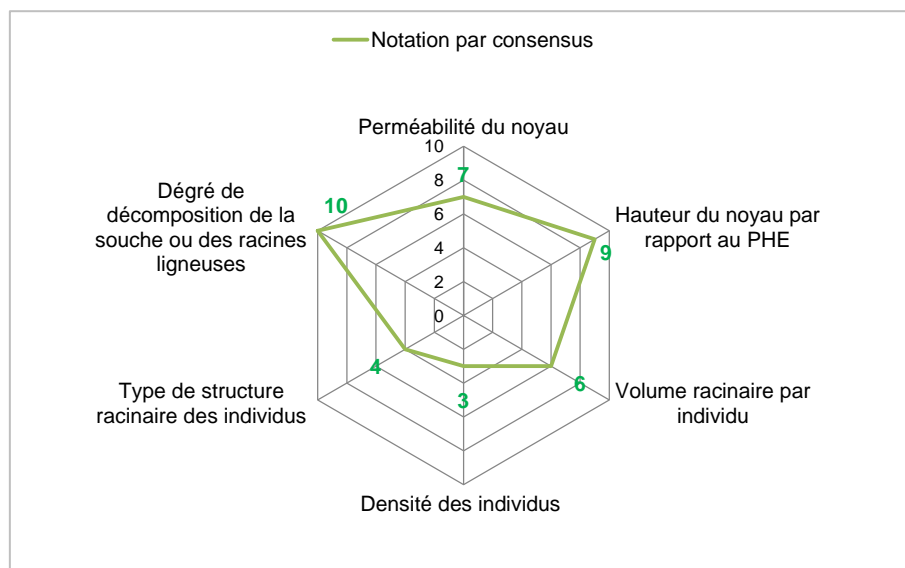 Notation par consensus
Perméabilité du noyau
10
8
6
4
2
0
7
Hauteur du noyau par
rapport au PHE
9
Volume racinaire par
individu
6
Densité des individus
3
Type de structure
racinaire des individus
4
Dégré de
décomposition de la
souche ou des racines
ligneuses
10